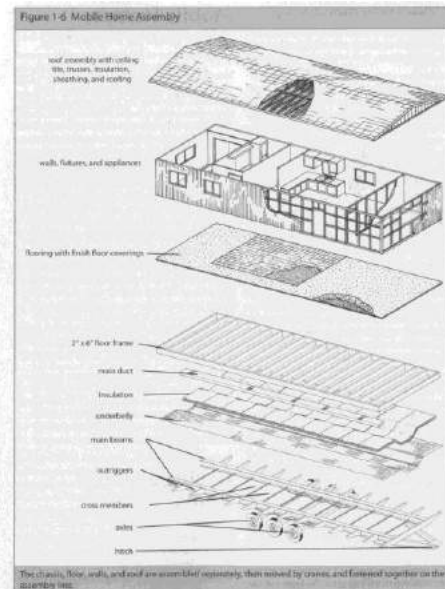 Figure 1-6 Mobile Home Assembly
roof assembly with ceiling
tile, trusses, insulation,
sheathing, and roofing
walls, fixtures, and appliances
flooring with finish floor coverings
2" x 6" floor frame
main duct
insulation
underbelly
main beams
outriggers
cross members
axles
hitch
The chassis, floor, walls, and roof are assembled separately, then moved by cranes, and fastened together on the
assembly line.